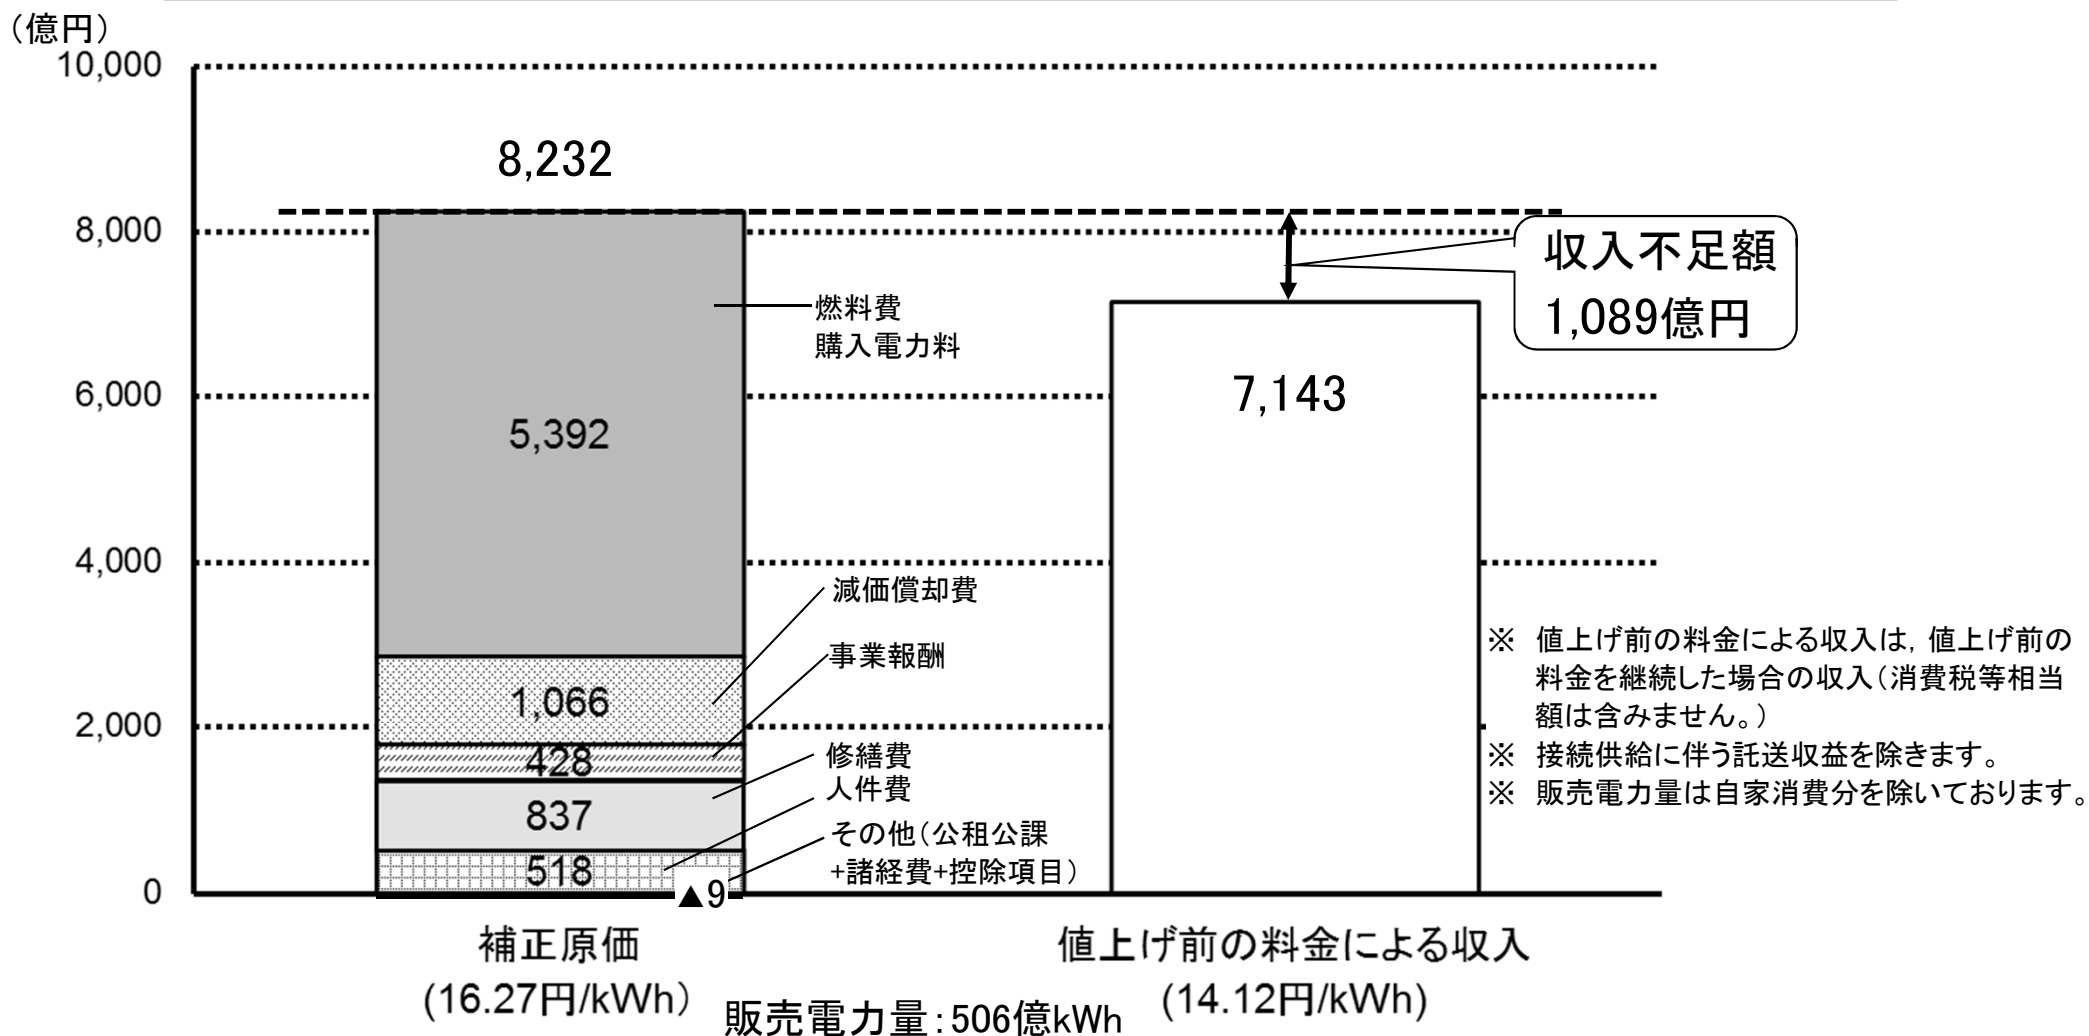 （億円）
10,000
8,232
8,000
収入不足額
1,089億円
燃料費
購入電力料
7,143
6,000
5,392
4,000
減価償却費
事業報酬
1,066
2,000
428
修繕費
人件費
837
その他（公租公課
+諸経費+控除項目）
518
▲9
0
※ 値上げ前の料金による収入は，値上げ前の
料金を継続した場合の収入（消費税等相当
額は含みません。）
※ 接続供給に伴う託送収益を除きます。
※ 販売電力量は自家消費分を除いております。
補正原価
(16.27円/kWh）
値上げ前の料金による収入
(14.12円/kWh)
販売電力量：506億kWh